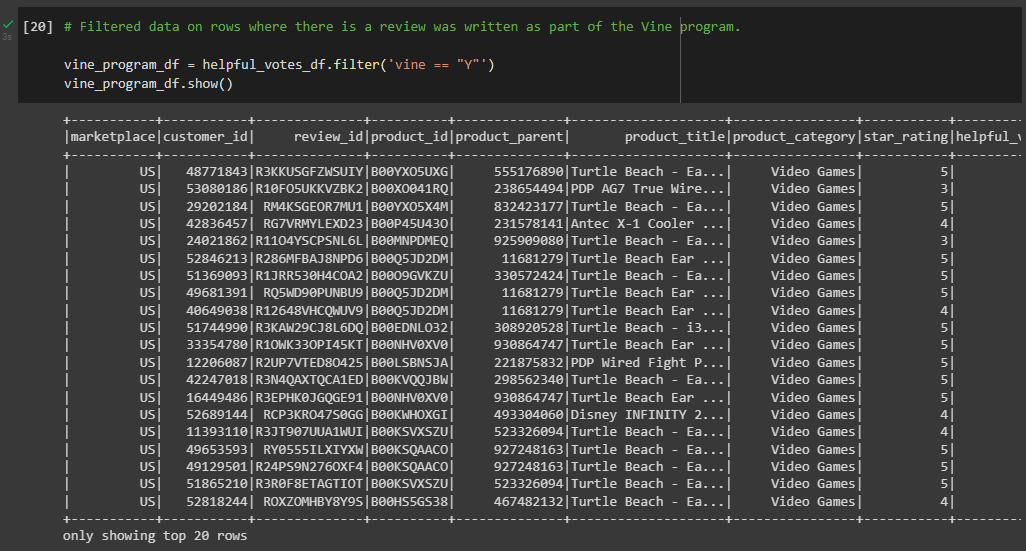 [20] # Filtered data on rows where there is a review was written as part of the Vine program.
3s
vine_program_df = helpful_votes_df.filter('vine == "Y"')
vine_program_df.show()
+-----------+-----------+--------------+----------+--------------+--------------------+----------------+-----------+---------
|marketplace|customer_id|     review_id|product_id|product_parent|       product_title|product_category|star_rating|helpful_v
+-----------+-----------+--------------+----------+--------------+--------------------+----------------+-----------+---------
|         US|   48771843|R3KKUSGFZWSUIY|B00YXO5UXG|     555176890|Turtle Beach - Ea...|     Video Games|          5|
|         US|   53080186|R10FO5UKKVZBK2|B00XO041RQ|     238654494|PDP AG7 True Wire...|     Video Games|          3|
|         US|   29202184| RM4KSGEOR7MU1|B00YXO5X4M|     832423177|Turtle Beach - Ea...|     Video Games|          5|
|         US|   42836457| RG7VRMYLEXD23|B00P45U43O|     231578141|Antec X-1 Cooler ...|     Video Games|          4|
|         US|   24021862|R11O4YSCPSNL6L|B00MNPDMEQ|     925909080|Turtle Beach - Ea...|     Video Games|          3|
|         US|   52846213|R286MFBAJ8NPD6|B00Q5JD2DM|      11681279|Turtle Beach Ear ...|     Video Games|          5|
|         US|   51369093|R1JRR530H4COA2|B00O9GVKZU|     330572424|Turtle Beach - Ea...|     Video Games|          5|
|         US|   49681391| RQ5WD90PUNBU9|B00Q5JD2DM|      11681279|Turtle Beach Ear ...|     Video Games|          5|
|         US|   40649038|R12648VHCQWUV9|B00Q5JD2DM|      11681279|Turtle Beach Ear ...|     Video Games|          4|
|         US|   51744990|R3KAW29CJ8L6DQ|B00EDNLO32|     308920528|Turtle Beach - i3...|     Video Games|          5|
|         US|   33354780|R1OWK33OPI45KT|B00NHV0XV0|     930864747|Turtle Beach Ear ...|     Video Games|          5|
|         US|   12206087|R2UP7VTED8O425|B00LSBNSJA|     221875832|PDP Wired Fight P...|     Video Games|          5|
|         US|   42247018|R3N4QAXTQCA1ED|B00KVQQJBW|     298562340|Turtle Beach - Ea...|     Video Games|          5|
|         US|   16449486|R3EPHK0JGQGE91|B00NHV0XV0|     930864747|Turtle Beach Ear ...|     Video Games|          5|
|         US|   52689144| RCP3KRO47S0GG|B00KWHOXGI|     493304060|Disney INFINITY 2...|     Video Games|          4|
|         US|   11393110|R3JT907UUA1WUI|B00KSVXSZU|     523326094|Turtle Beach - Ea...|     Video Games|          4|
|         US|   49653593| RY0555ILXIYXW|B00KSQAACO|     927248163|Turtle Beach - Ea...|     Video Games|          5|
|         US|   49129501|R24PS9N276OXF4|B00KSQAACO|     927248163|Turtle Beach - Ea...|     Video Games|          5|
|         US|   51865210|R3R0F8ETAGTIOT|B00KSVXSZU|     523326094|Turtle Beach - Ea...|     Video Games|          5|
|         US|   52818244| ROXZOMHBY8Y9S|B00HS5GS38|     467482132|Turtle Beach - Ea...|     Video Games|          4|
+-----------+-----------+--------------+----------+--------------+--------------------+----------------+-----------+---------
only showing top 20 rows